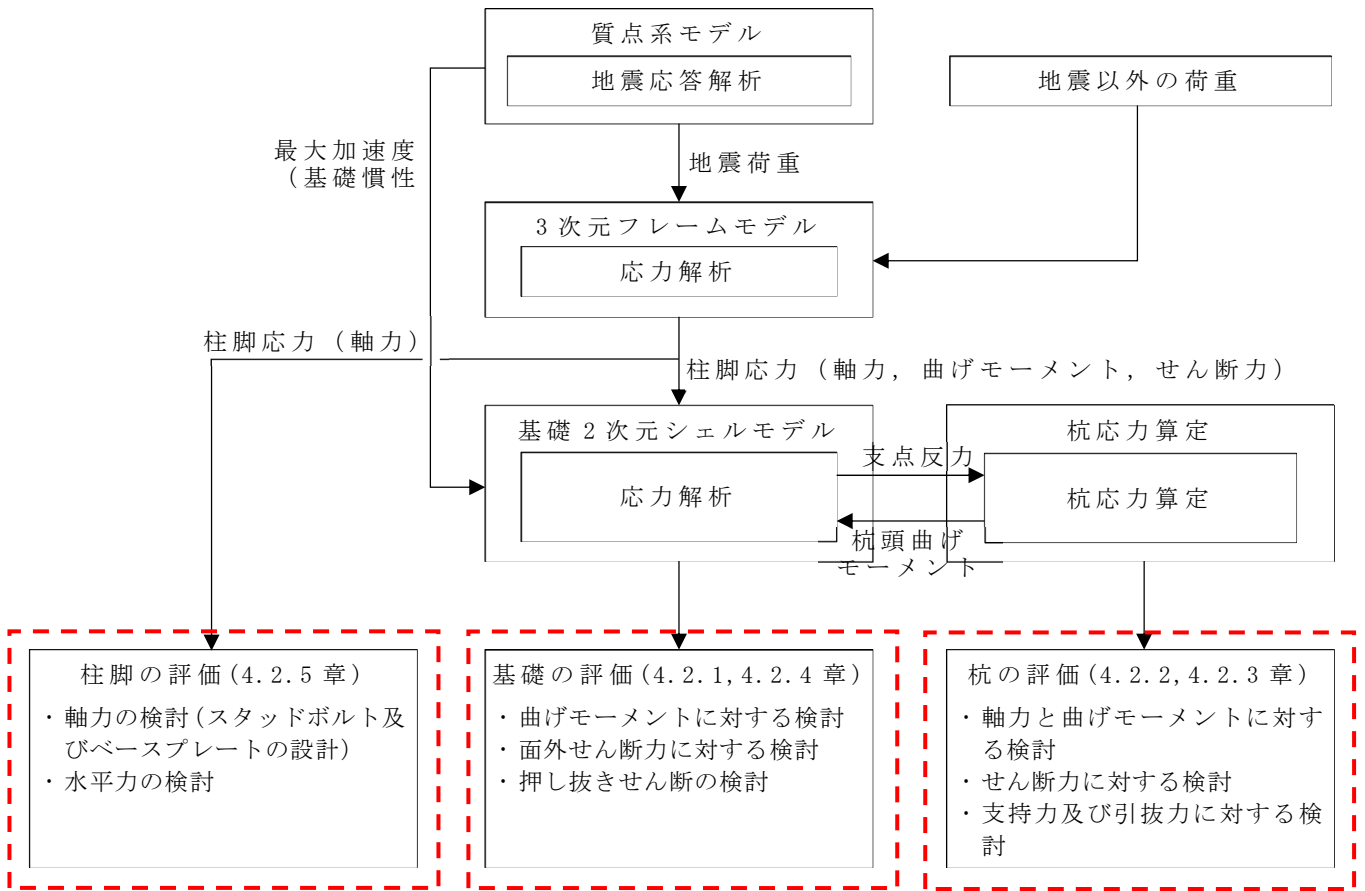 質点系モデル
地震応答解析
地震以外の荷重
最大加速度
(基礎慣性
地震荷重
3次元フレームモデル
応力解析
柱脚応力(軸力)
柱脚応力(軸力,曲げモーメント,せん断力)
基礎2次元シェルモデル
応力解析
支点反力
杭頭曲げ
モーメント
杭応力算定
杭応力算定
柱脚の評価(4.2.5章)
・軸力の検討(スタッドボルト及
びベースプレートの設計)
・水平力の検討
基礎の評価(4.2.1,4.2.4章)
・曲げモーメントに対する検討
・面外せん断力に対する検討
・押し抜きせん断の検討
杭の評価(4.2.2,4.2.3章)
・軸力と曲げモーメントに対す
る検討
・せん断力に対する検討
・支持力及び引抜力に対する検
討